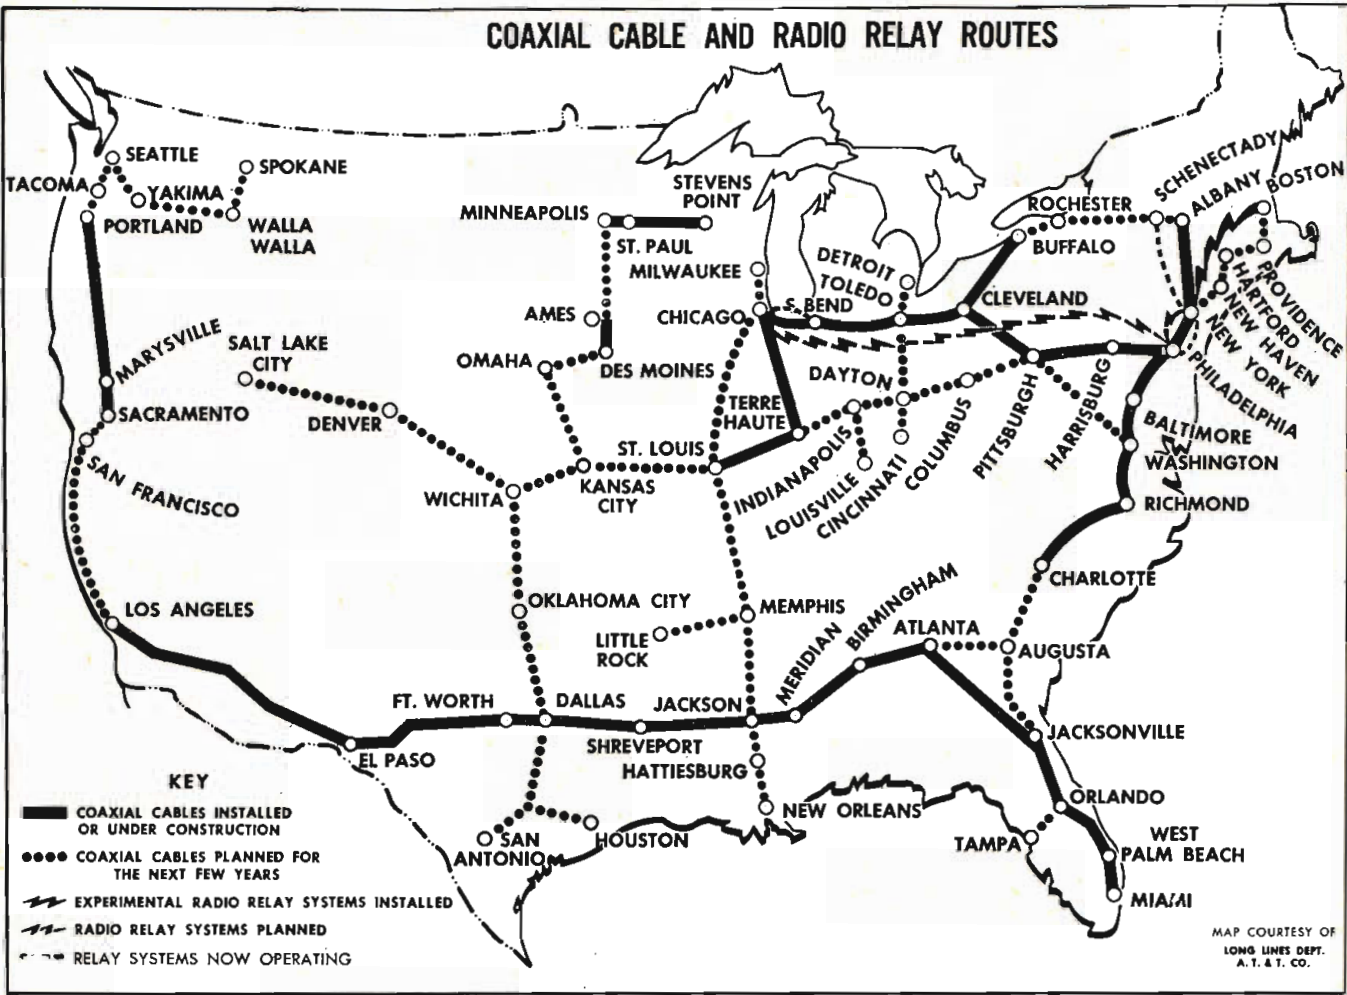 COAXIAL CABLE AND RADIO RELAY ROUTES
SEATTLE
SPOKANE
TACOMA
YAKIMA
PORTLAND
WALLA
WALLA
MINNEAPOLIS
STEVENS
POINT
ST. PAUL
MILWAUKEE
DETROIT
TOLEDO
ROCHESTER
BUFFALO
SCHENECTADY
ALBANY
BOSTON
MARYSVILLE
SALT LAKE
CITY
AMES
CHICAGO
S. BEND
CLEVELAND
PROVIDENCE
HARTFORD
NEW HAVEN
NEW YORK
PHILADELPHIA
OMAHA
DES MOINES
DAYTON
SACRAMENTO
DENVER
TERRE
HAUTE
INDIANAPOLIS
LOUISVILLE
CINCINNATI
COLUMBUS
PITTSBURGH
HARRISBURG
BALTIMORE
WASHINGTON
SAN FRANCISCO
ST. LOUIS
WICHITA
KANSAS
CITY
RICHMOND
LOS ANGELES
OKLAHOMA CITY
MEMPHIS
LITTLE
ROCK
MERIDIAN
BIRMINGHAM
ATLANTA
CHARLOTTE
AUGUSTA
FT. WORTH
DALLAS
JACKSON
SHREVEPORT
EL PASO
HATTIESBURG
JACKSONVILLE
NEW ORLEANS
ORLANDO
SAN
ANTONIO
HOUSTON
TAMPA
WEST
PALM BEACH
MIAMI
KEY
COAXIAL CABLES INSTALLED
OR UNDER CONSTRUCTION
COAXIAL CABLES PLANNED FOR
THE NEXT FEW YEARS
EXPERIMENTAL RADIO RELAY SYSTEMS INSTALLED
RADIO RELAY SYSTEMS PLANNED
RELAY SYSTEMS NOW OPERATING
MAP COURTESY OF
LONG LINES DEPT.
A. T. & T. CO.